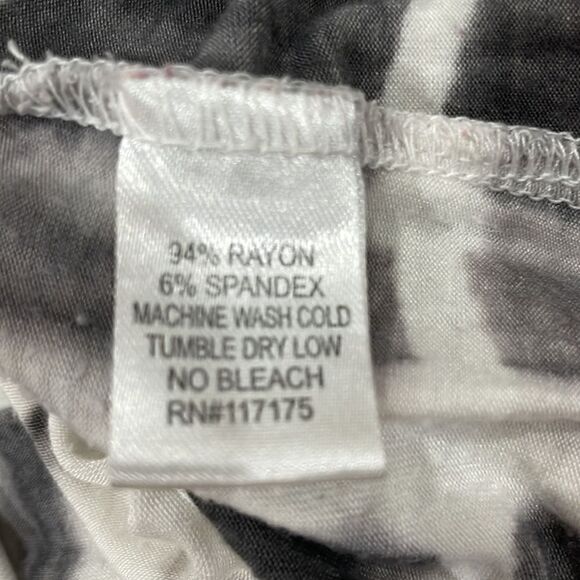 94% RAYON
6% SPANDEX
MACHINE WASH COLD
TUMBLE DRY LOW
NO BLEACH
RN#117175